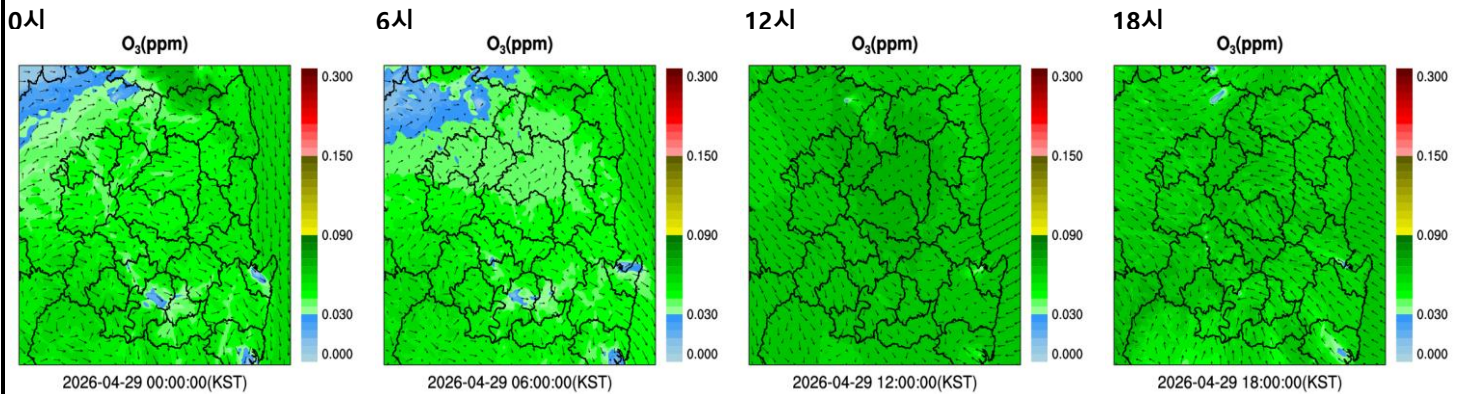 0시
O₃(ppm)
0.300
0.150
0.090
0.030
0.000
2026-04-29 00:00:00(KST)
6시
O₃(ppm)
0.300
0.150
0.090
0.030
0.000
2026-04-29 06:00:00(KST)
12시
O₃(ppm)
0.300
0.150
0.090
0.030
0.000
2026-04-29 12:00:00(KST)
18시
O₃(ppm)
0.300
0.150
0.090
0.030
0.000
2026-04-29 18:00:00(KST)